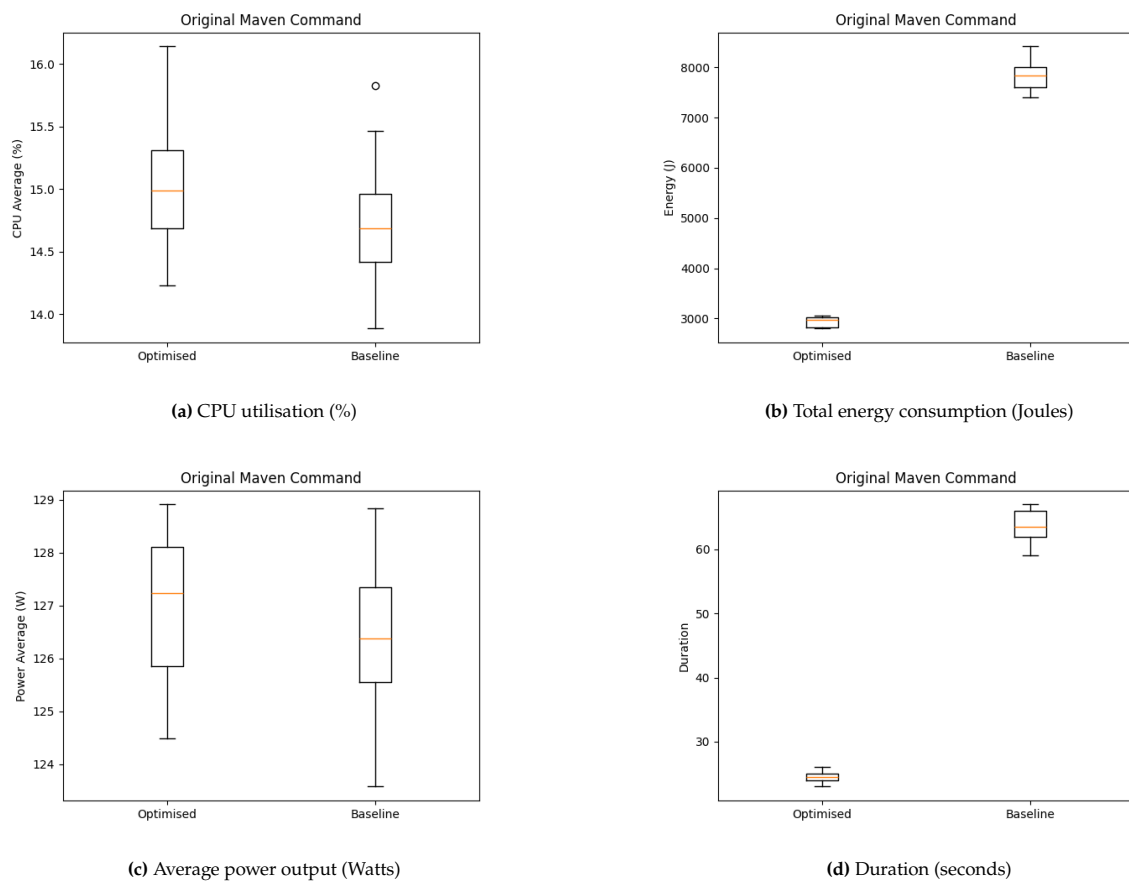 Original Maven Command
CPU Average (%)
16.0
15.5
15.0
14.5
14.0
Optimised Baseline
(a) CPU utilisation (%)
Original Maven Command
Energy (J)
8000
7000
6000
5000
4000
3000
Optimised Baseline
(b) Total energy consumption (Joules)
Original Maven Command
Power Average (W)
129
128
127
126
125
124
Optimised Baseline
(c) Average power output (Watts)
Original Maven Command
Duration
60
50
40
30
Optimised Baseline
(d) Duration (seconds)